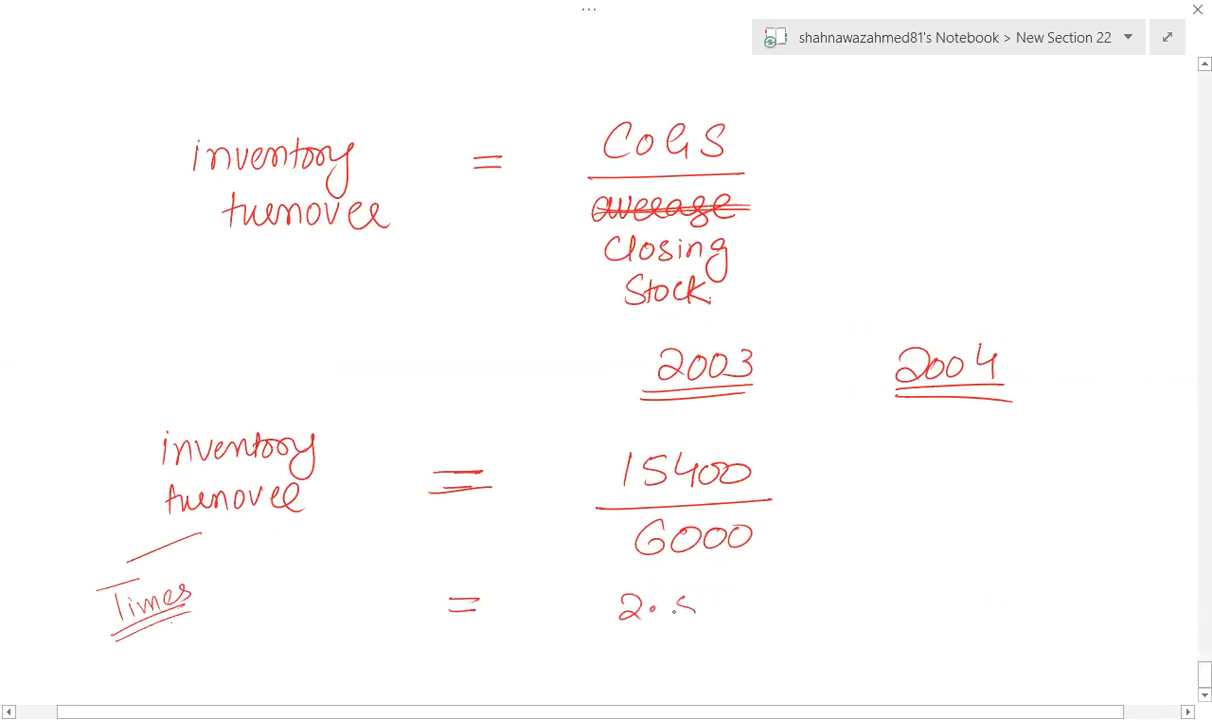 ...
shahnawazahmed81's Notebook > New Section 22
inventory turnover = COGS
average
Closing
Stock
2003 2004
inventory turnover = 15400
6000
Times = 2.